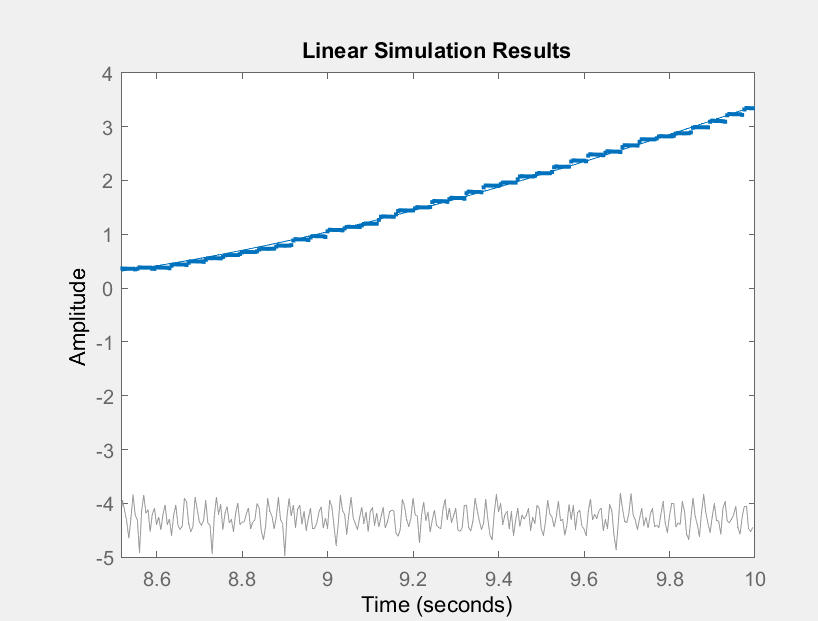 Linear Simulation Results
4
3
2
1
0
-1
-2
-3
-4
-5
Amplitude
8.6 8.8 9 9.2 9.4 9.6 9.8 10
Time (seconds)